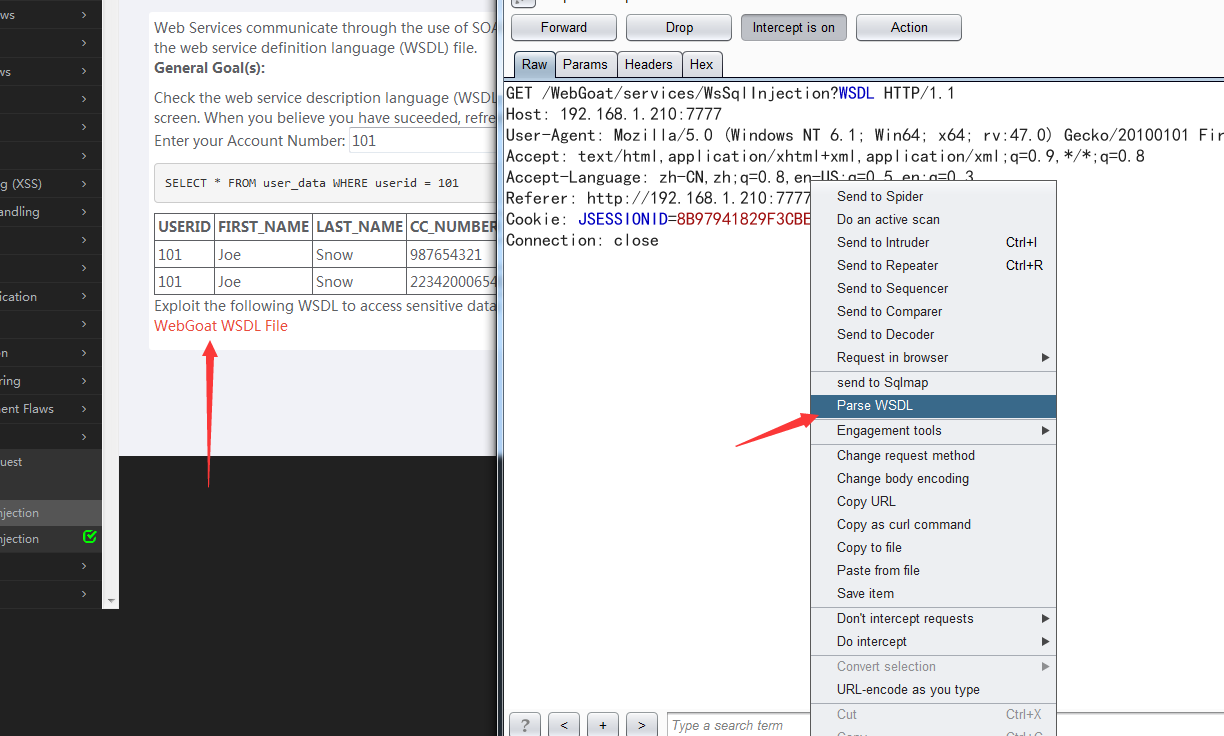 ws
ws
g (XSS)
andling
ication
n
ring
ent Flaws
uest
jection
jection
Web Services communicate through the use of SOA
the web service definition language (WSDL) file.
General Goal(s):
Check the web service description language (WSDL
screen. When you believe you have suceeded, refre
Enter your Account Number: 101
SELECT * FROM user_data WHERE userid = 101
USERID FIRST_NAME LAST_NAME CC_NUMBER
101 Joe Snow 987654321
101 Joe Snow 22342000654
Exploit the following WSDL to access sensitive data
WebGoat WSDL File
Forward Drop Intercept is on Action
Raw Params Headers Hex
GET /WebGoat/services/WsSqlInjection?WSDL HTTP/1.1
Host: 192.168.1.210:7777
User-Agent: Mozilla/5.0 (Windows NT 6.1; Win64; x64; rv:47.0) Gecko/20100101 Fir
Accept: text/html,application/xhtml+xml,application/xml;q=0.9,*/*;q=0.8
Accept-Language: zh-CN,zh;q=0.8,en-US;q=0.5,en;q=0.3
Referer: http://192.168.1.210:7777
Cookie: JSESSIONID=8B97941829F3CBE
Connection: close
Send to Spider
Do an active scan
Send to Intruder Ctrl+I
Send to Repeater Ctrl+R
Send to Sequencer
Send to Comparer
Send to Decoder
Request in browser
send to Sqlmap
Parse WSDL
Engagement tools
Change request method
Change body encoding
Copy URL
Copy as curl command
Copy to file
Paste from file
Save item
Don't intercept requests
Do intercept
Convert selection
URL-encode as you type
Cut Ctrl+X
? < + > Type a search term